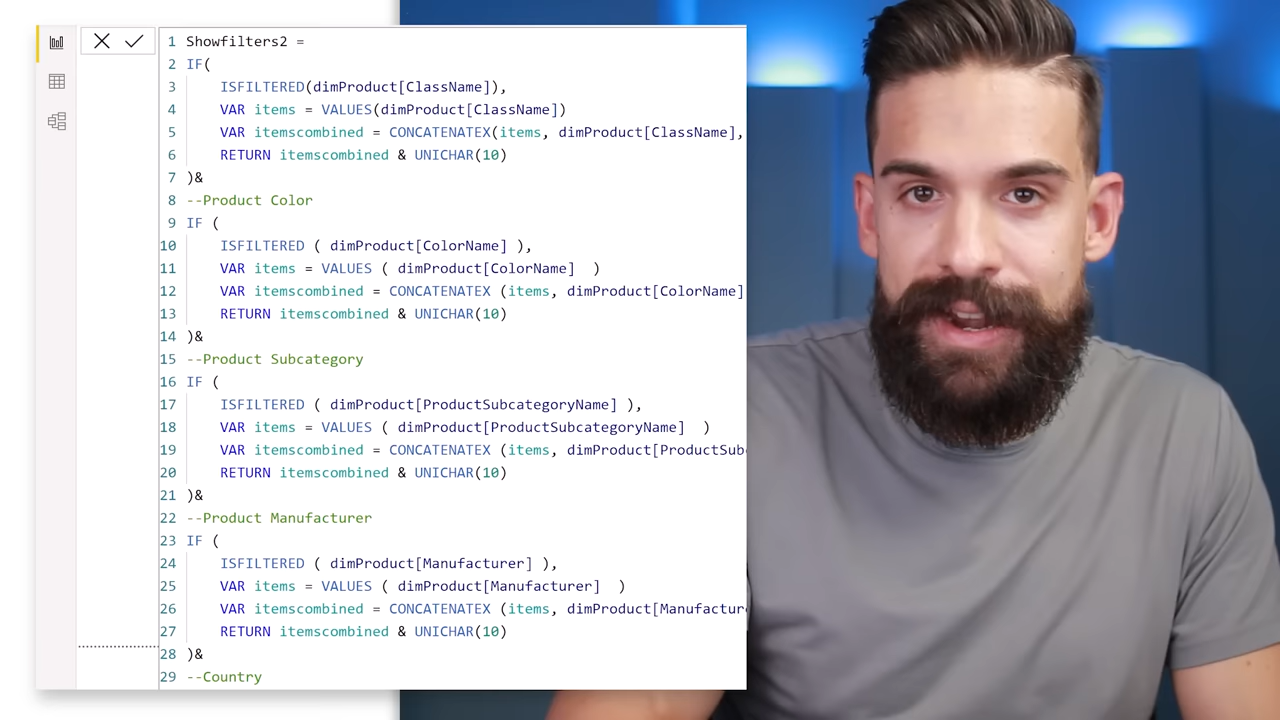 1 Showfilters2 =
2 IF(
3 ISFILTERED(dimProduct[ClassName]),
4 VAR items = VALUES(dimProduct[ClassName])
5 VAR itemscombined = CONCATENATEX(items, dimProduct[ClassName],
6 RETURN itemscombined & UNICHAR(10)
7 )&
8 --Product Color
9 IF (
10 ISFILTERED ( dimProduct[ColorName] ),
11 VAR items = VALUES ( dimProduct[ColorName]  )
12 VAR itemscombined = CONCATENATEX (items, dimProduct[ColorName]
13 RETURN itemscombined & UNICHAR(10)
14 )&
15 --Product Subcategory
16 IF (
17 ISFILTERED ( dimProduct[ProductSubcategoryName] ),
18 VAR items = VALUES ( dimProduct[ProductSubcategoryName]  )
19 VAR itemscombined = CONCATENATEX (items, dimProduct[ProductSub
20 RETURN itemscombined & UNICHAR(10)
21 )&
22 --Product Manufacturer
23 IF (
24 ISFILTERED ( dimProduct[Manufacturer] ),
25 VAR items = VALUES ( dimProduct[Manufacturer]  )
26 VAR itemscombined = CONCATENATEX (items, dimProduct[Manufactur
27 RETURN itemscombined & UNICHAR(10)
28 )&
29 --Country